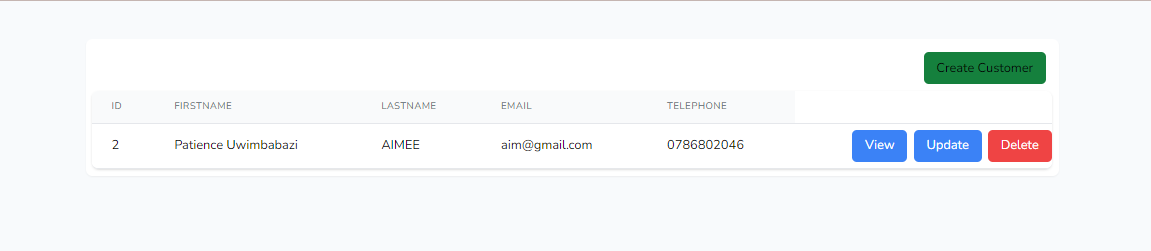 Create Customer
ID FIRSTNAME LASTNAME EMAIL TELEPHONE
2 Patience Uwimbabazi AIMEE aim@gmail.com 0786802046 View Update Delete